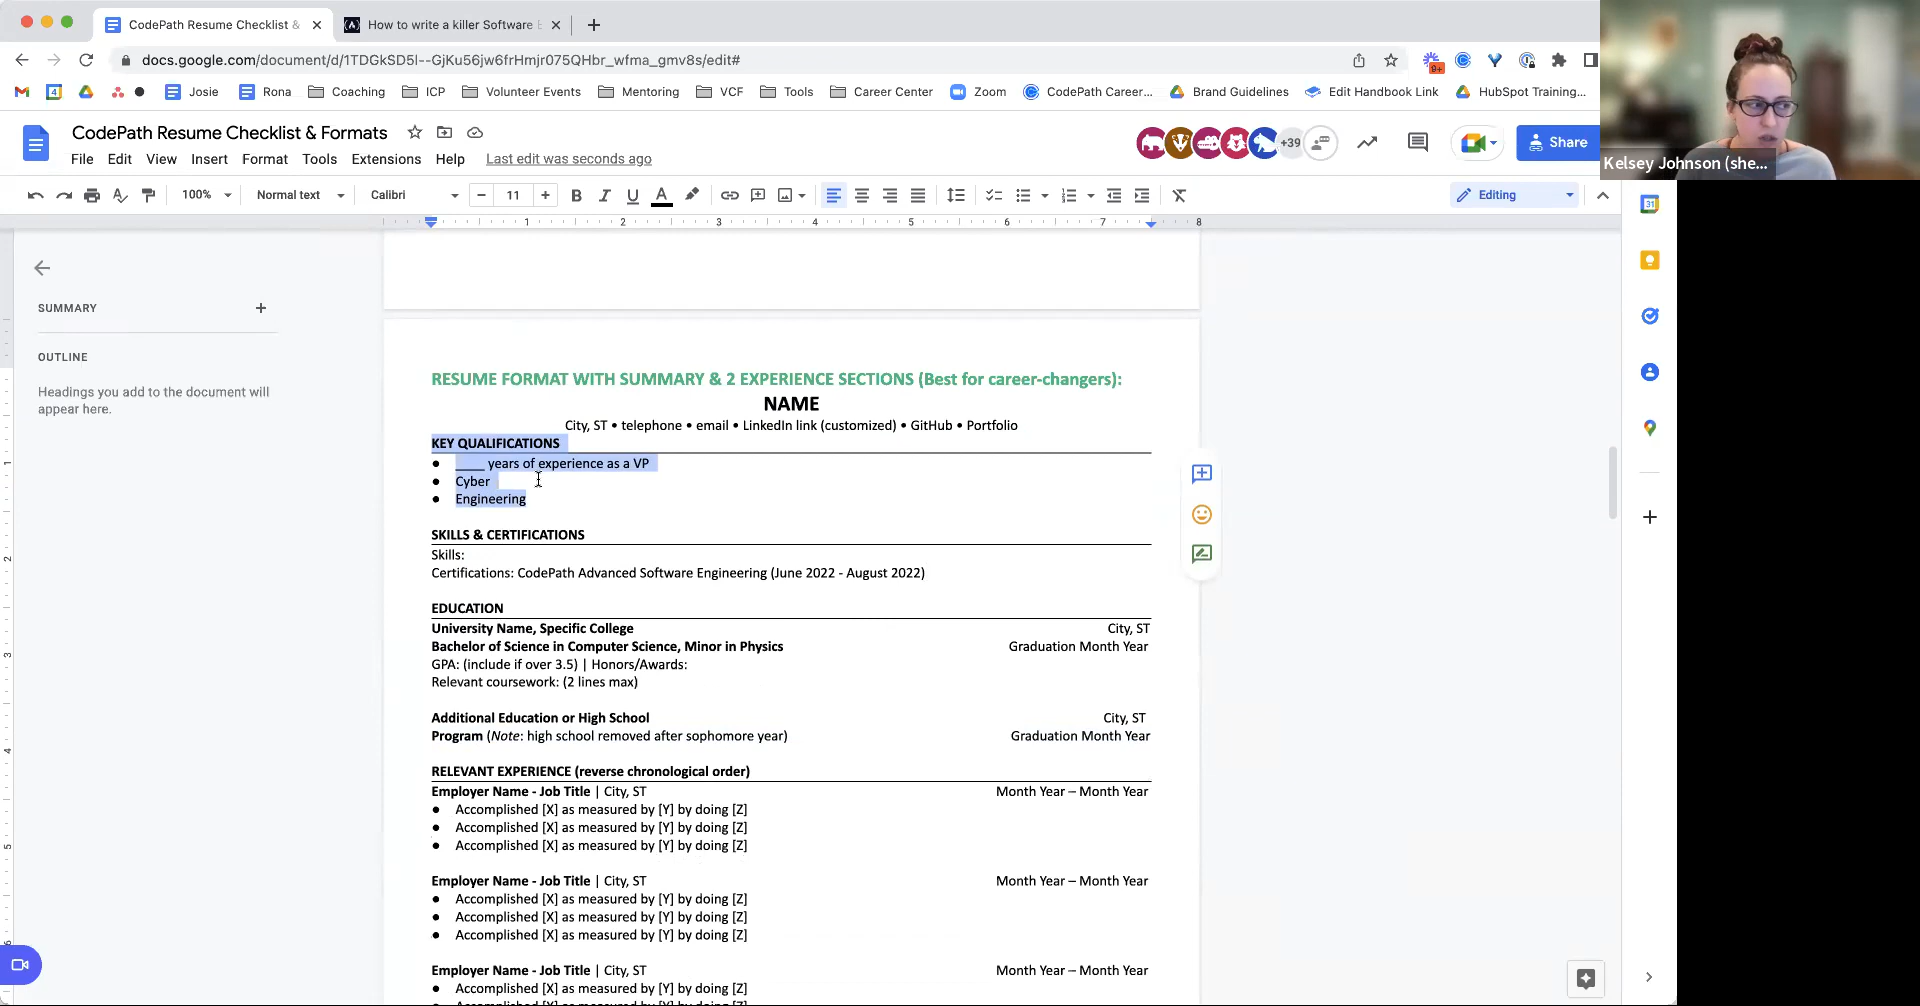 CodePath Resume Checklist &
How to write a killer Software E
docs.google.com/document/d/1TDGkSD5l--GjKu56jw6frHmjr075QHbr_wfma_gmv8s/edit#
9+
4
Josie
Rona
Coaching
ICP
Volunteer Events
Mentoring
VCF
Tools
Career Center
Zoom
CodePath Career...
Brand Guidelines
Edit Handbook Link
HubSpot Training...
CodePath Resume Checklist & Formats
File Edit View Insert Format Tools Extensions Help Last edit was seconds ago
+39
Share
Kelsey Johnson (she...
100% Normal text Calibri 11 Editing
31
1 2 3 4 5 6 7 8
SUMMARY
OUTLINE
Headings you add to the document will
appear here.
RESUME FORMAT WITH SUMMARY & 2 EXPERIENCE SECTIONS (Best for career-changers):
NAME
City, ST • telephone • email • LinkedIn link (customized) • GitHub • Portfolio
KEY QUALIFICATIONS
● ____ years of experience as a VP
● Cyber
● Engineering
SKILLS & CERTIFICATIONS
Skills:
Certifications: CodePath Advanced Software Engineering (June 2022 - August 2022)
EDUCATION
University Name, Specific College City, ST
Bachelor of Science in Computer Science, Minor in Physics Graduation Month Year
GPA: (include if over 3.5) | Honors/Awards:
Relevant coursework: (2 lines max)
Additional Education or High School City, ST
Program (Note: high school removed after sophomore year) Graduation Month Year
RELEVANT EXPERIENCE (reverse chronological order)
Employer Name - Job Title | City, ST Month Year – Month Year
● Accomplished [X] as measured by [Y] by doing [Z]
● Accomplished [X] as measured by [Y] by doing [Z]
● Accomplished [X] as measured by [Y] by doing [Z]
Employer Name - Job Title | City, ST Month Year – Month Year
● Accomplished [X] as measured by [Y] by doing [Z]
● Accomplished [X] as measured by [Y] by doing [Z]
● Accomplished [X] as measured by [Y] by doing [Z]
Employer Name - Job Title | City, ST Month Year – Month Year
● Accomplished [X] as measured by [Y] by doing [Z]